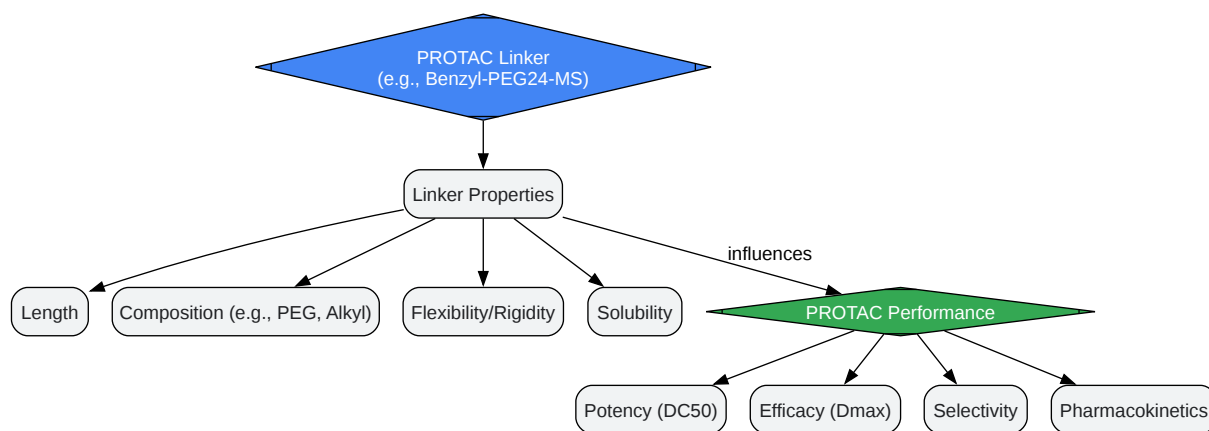 PROTAC Linker
(e.g., Benzyl-PEG24-MS)
Linker Properties
influences
Length
Composition (e.g., PEG, Alkyl)
Flexibility/Rigidity
Solubility
PROTAC Performance
Potency (DC50)
Efficacy (Dmax)
Selectivity
Pharmacokinetics